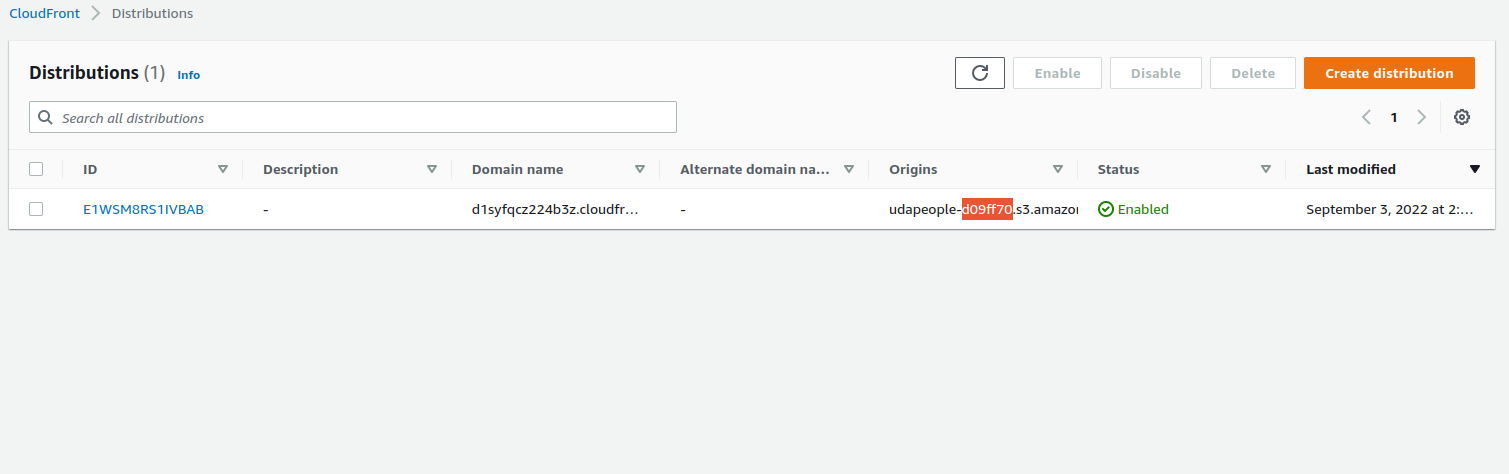 CloudFront Distributions
Distributions (1) Info
Enable Disable Delete Create distribution
Search all distributions
1
ID Description Domain name Alternate domain na... Origins Status Last modified
E1WSM8RS1IVBAB - d1syfqcz224b3z.cloudfr... - udapeople-d09ff70.s3.amazon Enabled September 3, 2022 at 2:...